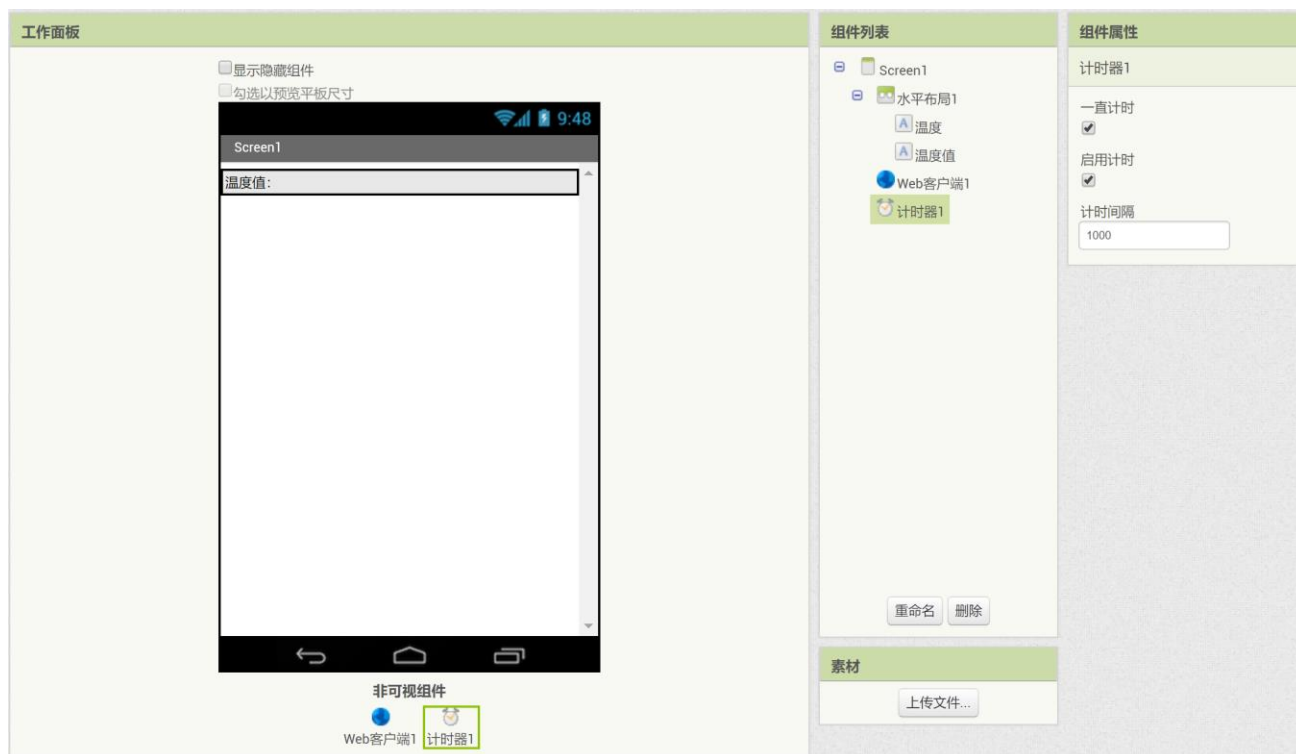 工作面板
显示隐藏组件
勾选以预览平板尺寸
9:48
Screen1
温度值:
非可视组件
Web客户端1
计时器1
组件列表
Screen1
水平布局1
A 温度
A 温度值
Web客户端1
计时器1
重命名
删除
素材
上传文件...
组件属性
计时器1
一直计时
启用计时
计时间隔
1000